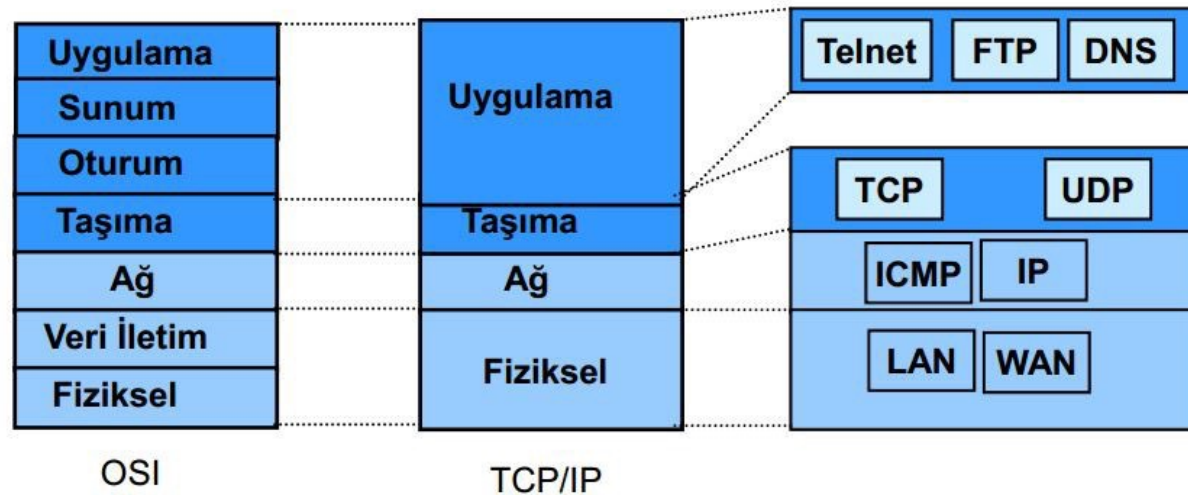 Uygulama
Sunum
Oturum
Taşıma
Ağ
Veri İletim
Fiziksel
OSI
Uygulama
Taşıma
Ağ
Fiziksel
TCP/IP
Telnet FTP DNS
TCP UDP
ICMP IP
LAN WAN